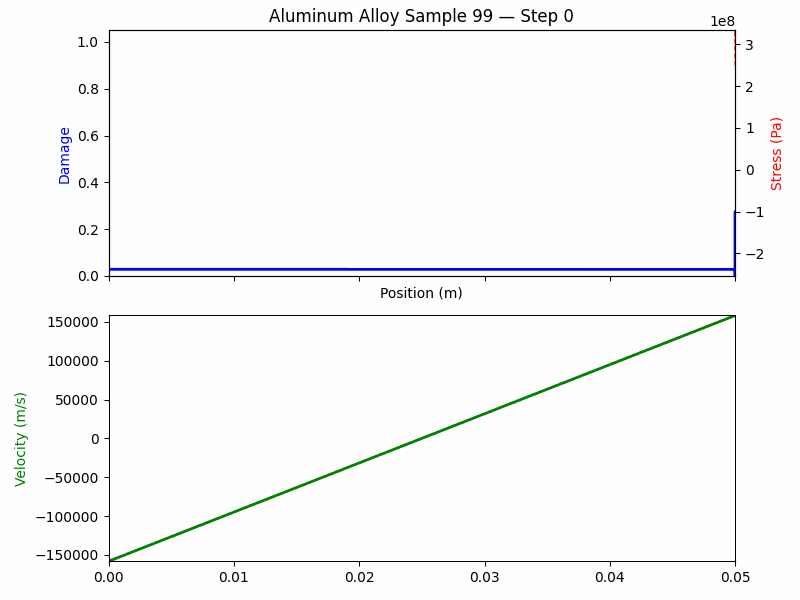 Aluminum Alloy Sample 99 — Step 0
1e8
1.0
0.8
0.6
0.4
0.2
0.0
Damage
3
2
1
0
−1
−2
Stress (Pa)
Position (m)
150000
100000
50000
0
−50000
−100000
−150000
Velocity (m/s)
0.00 0.01 0.02 0.03 0.04 0.05